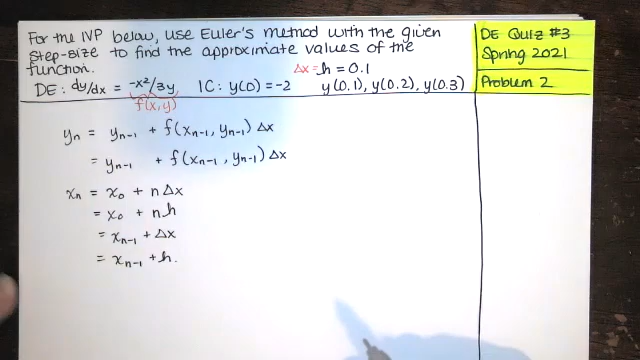 For the IVP below, use Euler's method with the given
step-size to find the approximate values of the
function.
Δx = h = 0.1
DE: dy/dx = -x²/3y IC: y(0) = -2 y(0.1), y(0.2), y(0.3)
f(x,y)
DE Quiz #3
Spring 2021
Problem 2
yₙ = yₙ₋₁ + f(xₙ₋₁, yₙ₋₁) Δx
= yₙ₋₁ + f(xₙ₋₁, yₙ₋₁) Δx
xₙ = x₀ + nΔx
= x₀ + nh
= xₙ₋₁ + Δx
= xₙ₋₁ + h.